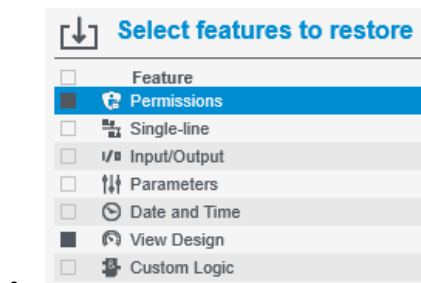 Select features to restore
Feature
Permissions
Single-line
I/O Input/Output
Parameters
Date and Time
View Design
Custom Logic